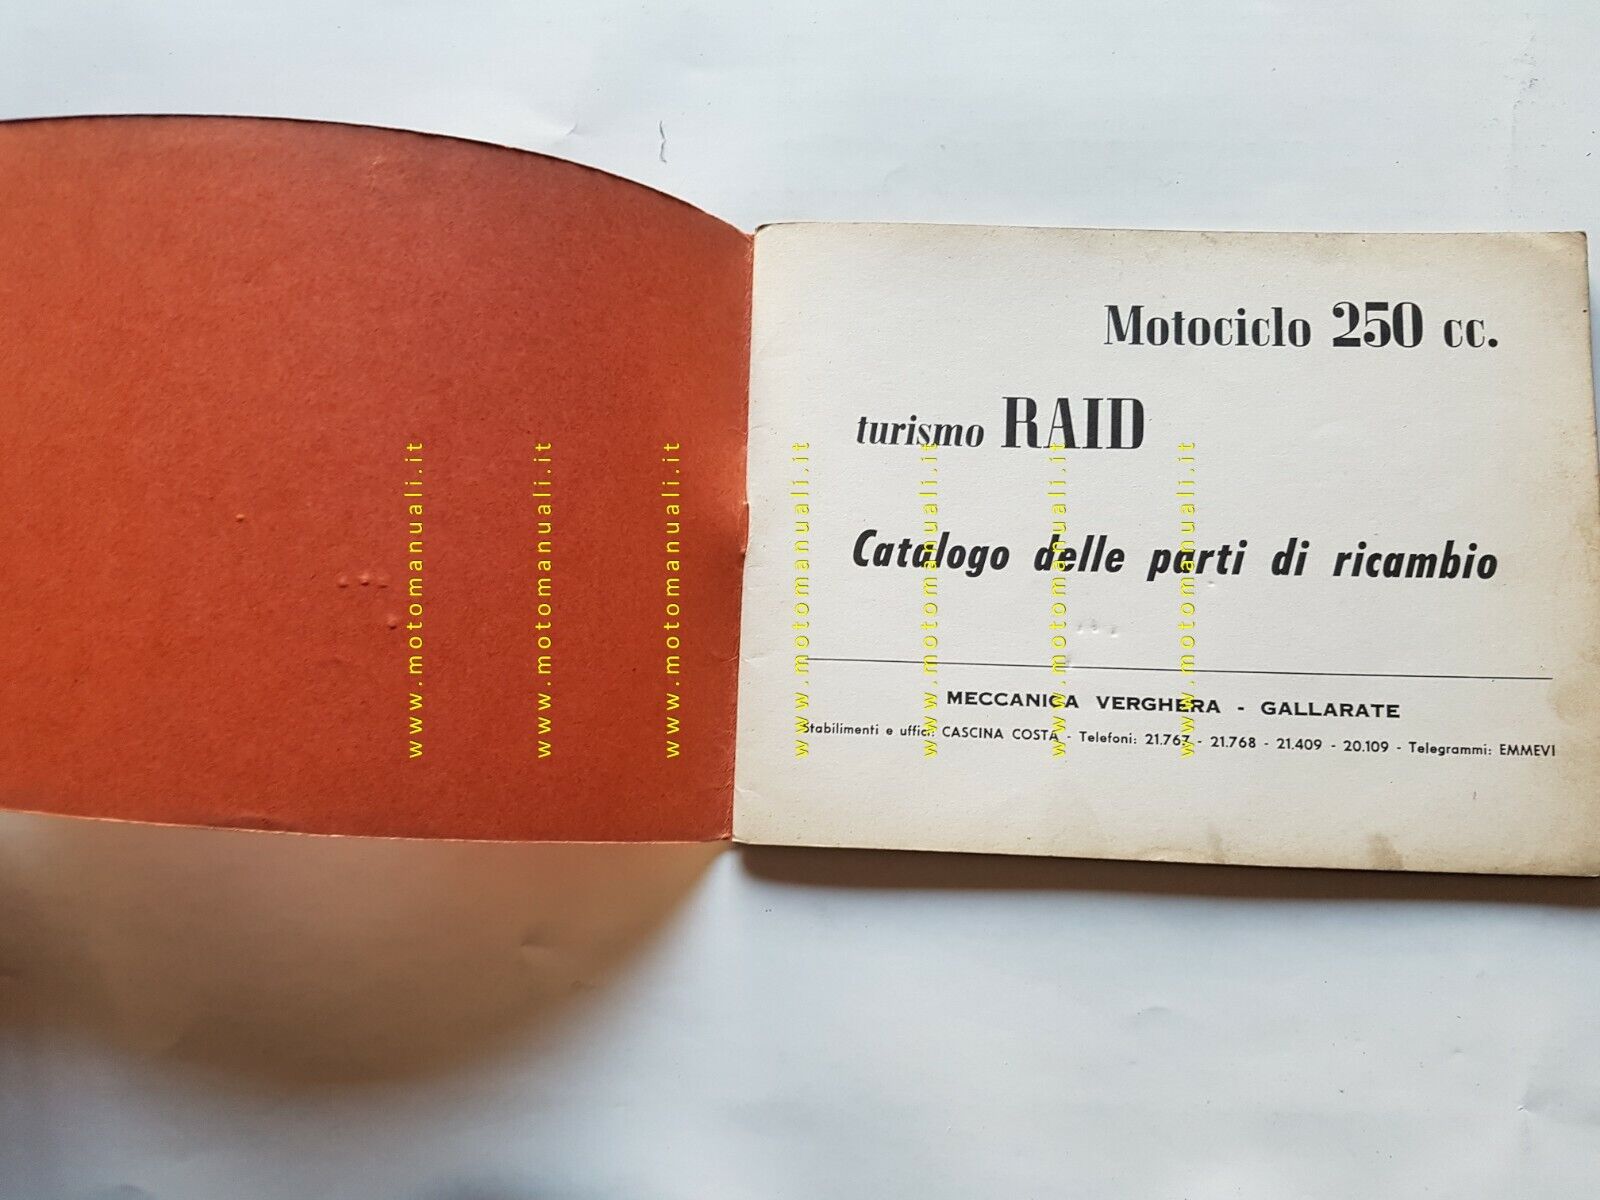 Motociclo 250 cc.
turismo RAID
Catalogo delle parti di ricambio
MECCANICA VERGHERA - GALLARATE
Stabilimenti e uffici: CASCINA COSTA - Telefoni: 21.767 - 21.768 - 21.409 - 20.109 - Telegrammi: EMMEVI
www.motomanuali.it
www.motomanuali.it
www.motomanuali.it
www.motomanuali.it
www.motomanuali.it
www.motomanuali.it
www.motomanuali.it